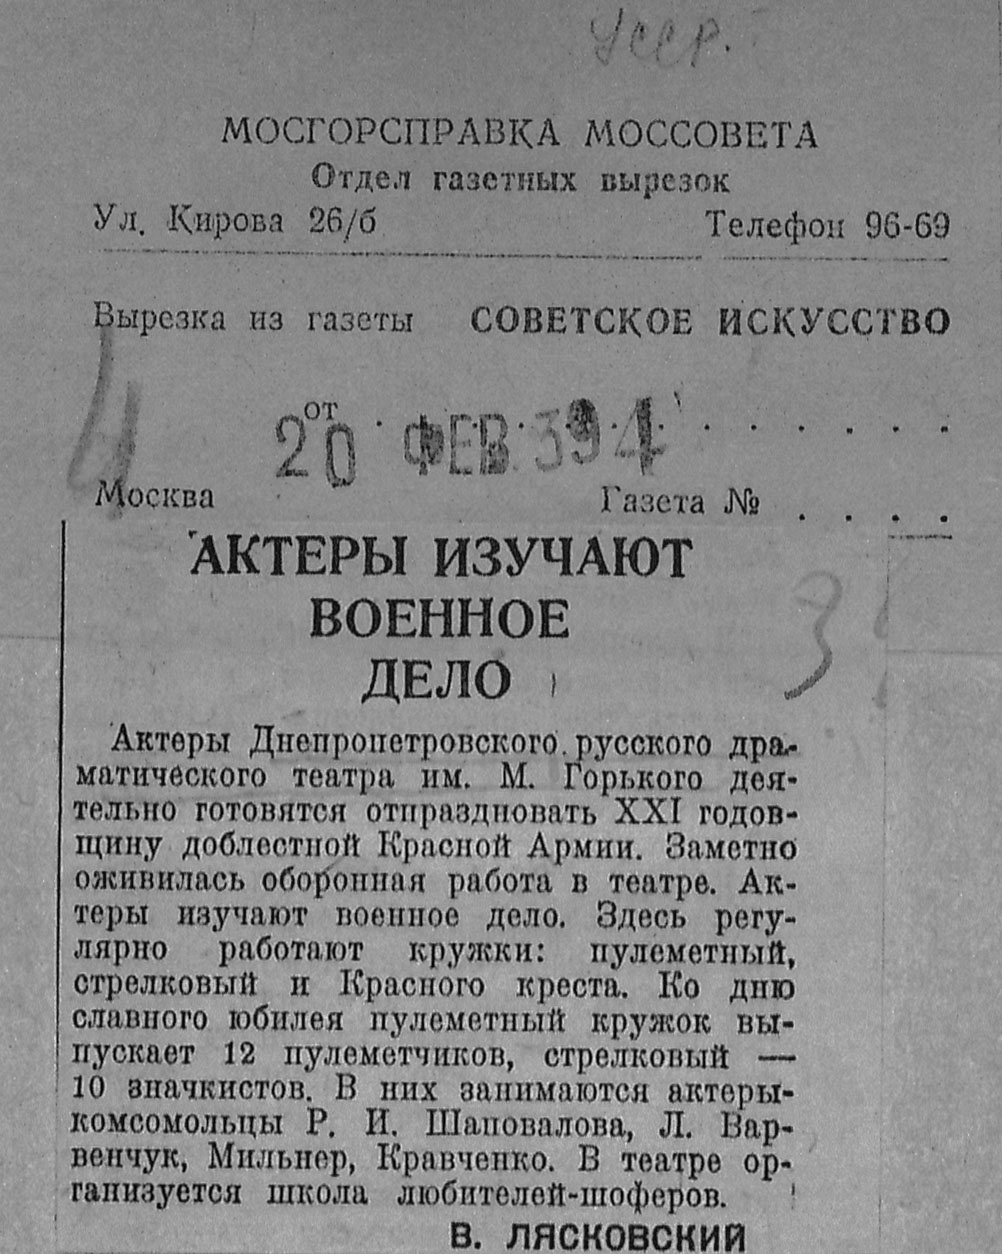 УССР.
МОСГОРСПРАВКА МОССОВЕТА
Отдел газетных вырезок
Ул. Кирова 26/б Телефон 96-69
Вырезка из газеты СОВЕТСКОЕ ИСКУССТВО
от
20 ФЕВ. 39 4
Москва Газета №
АКТЕРЫ ИЗУЧАЮТ
ВОЕННОЕ
ДЕЛО
Актеры Днепропетровского русского дра-
матического театра им. М. Горького дея-
тельно готовятся отпраздновать XXI годов-
щину доблестной Красной Армии. Заметно
оживилась оборонная работа в театре. Ак-
теры изучают военное дело. Здесь регу-
лярно работают кружки: пулеметный,
стрелковый и Красного креста. Ко дню
славного юбилея пулеметный кружок вы-
пускает 12 пулеметчиков, стрелковый —
10 значкистов. В них занимаются актеры-
комсомольцы Р. И. Шаповалова, Л. Вар-
венчук, Мильнер, Кравченко. В театре ор-
ганизуется школа любителей-шоферов.
В. ЛЯСКОВСКИЙ